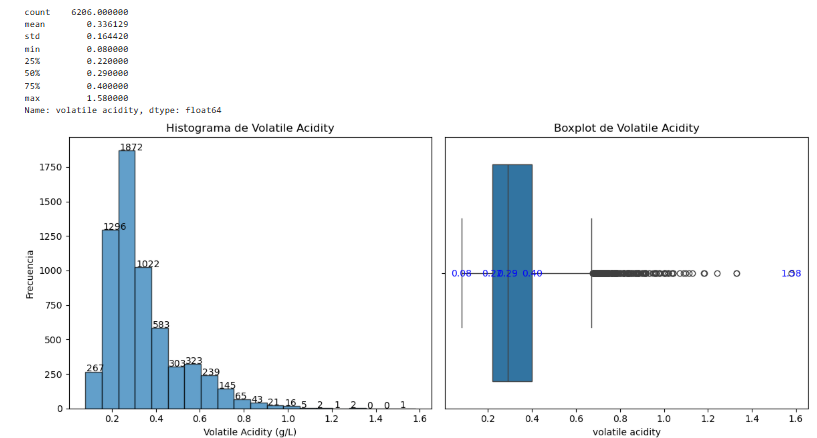 count 6206.000000
mean 0.336129
std 0.164420
min 0.080000
25% 0.220000
50% 0.290000
75% 0.400000
max 1.580000
Name: volatile acidity, dtype: float64
Histograma de Volatile Acidity
Frecuencia
1750
1500
1250
1000
750
500
250
0
267
1296
1872
1022
583
303
323
239
145
65
43
21
16
5
2
1
2
0
0
1
0.2 0.4 0.6 0.8 1.0 1.2 1.4 1.6
Volatile Acidity (g/L)
Boxplot de Volatile Acidity
0.08 0.22 0.29 0.40 1.58
0.2 0.4 0.6 0.8 1.0 1.2 1.4 1.6
volatile acidity